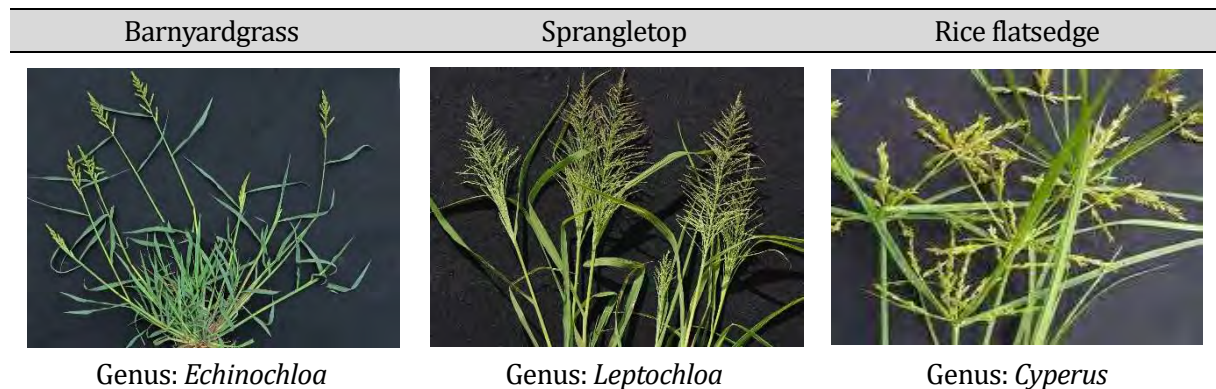 Barnyardgrass Sprangletop Rice flatsedge
Genus: Echinochloa Genus: Leptochloa Genus: Cyperus